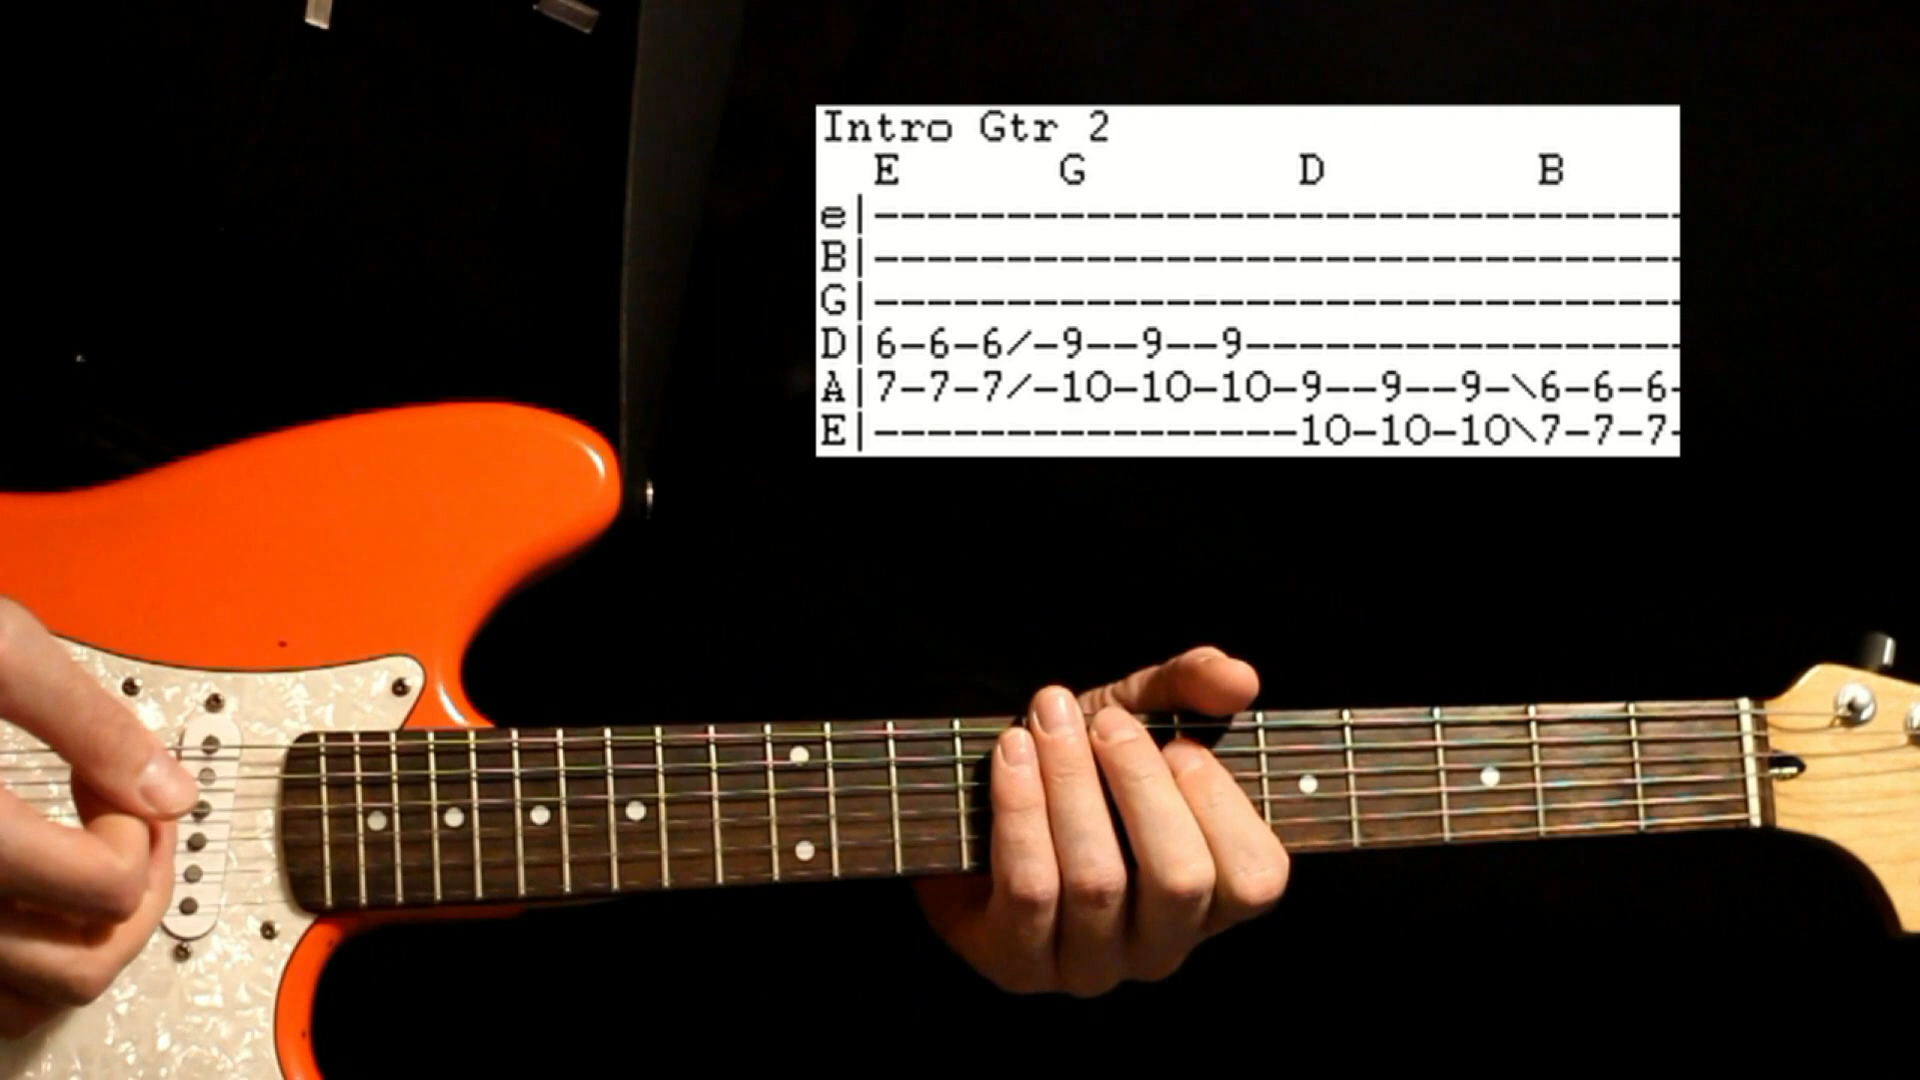 Intro Gtr 2
E G D B
e|-------------------------------
B|-------------------------------
G|-------------------------------
D|6-6-6/-9--9--9-----------------
A|7-7-7/-10-10-10-9--9--9-\6-6-6-
E|----------------10-10-10\7-7-7-